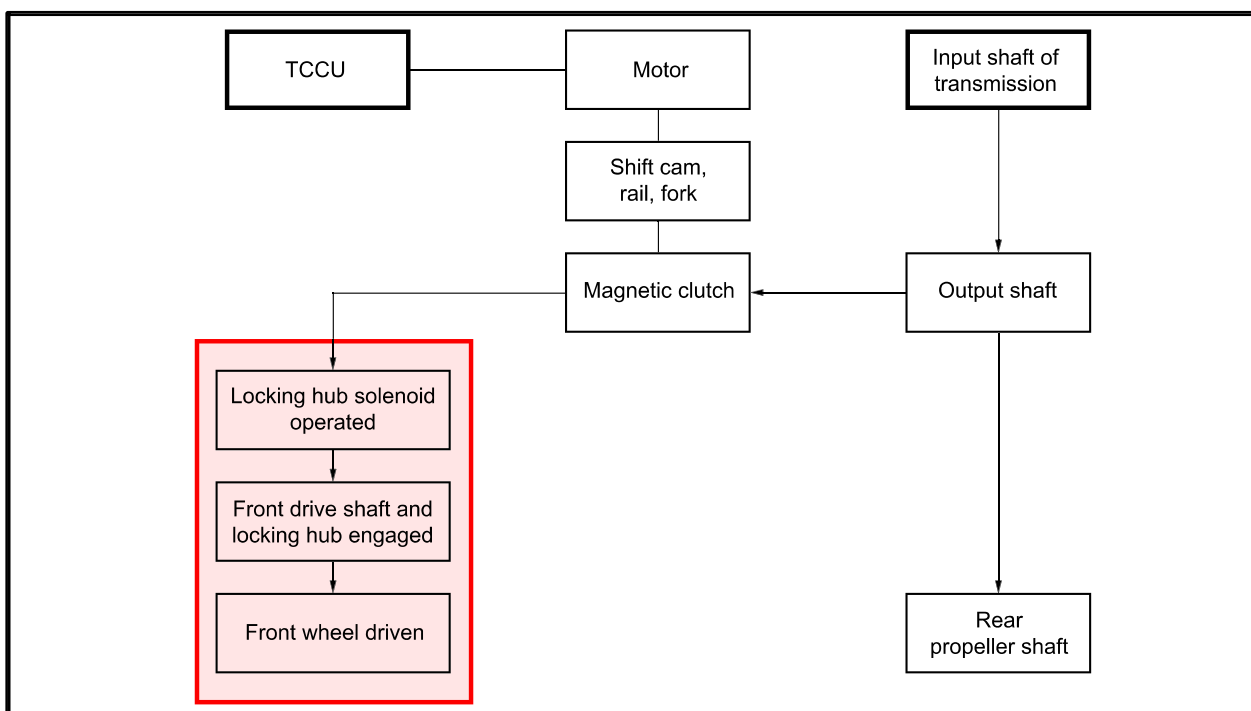 TCCU
Motor
Input shaft of
transmission
Shift cam,
rail, fork
Magnetic clutch
Output shaft
Locking hub solenoid
operated
Front drive shaft and
locking hub engaged
Front wheel driven
Rear
propeller shaft